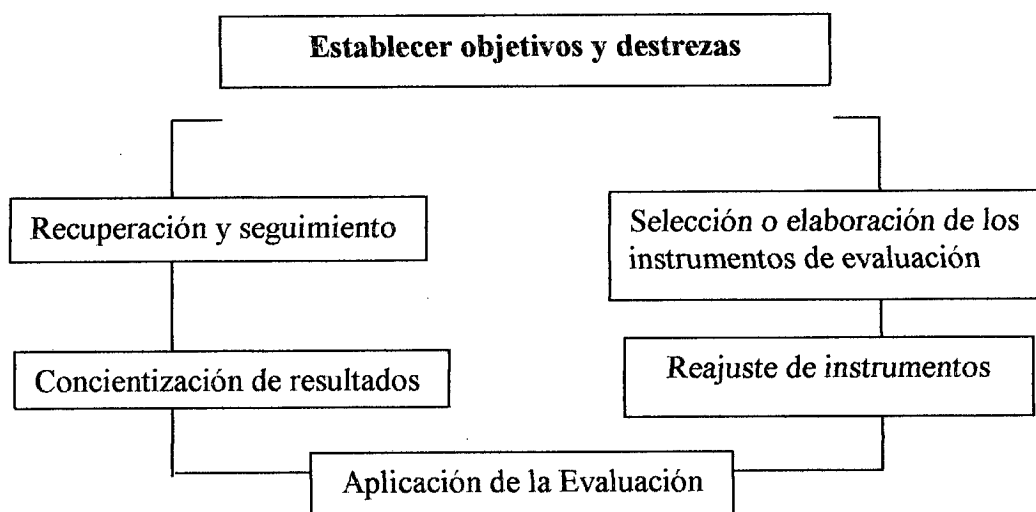 Establecer objetivos y destrezas
Recuperación y seguimiento
Selección o elaboración de los
instrumentos de evaluación
Concientización de resultados
Reajuste de instrumentos
Aplicación de la Evaluación